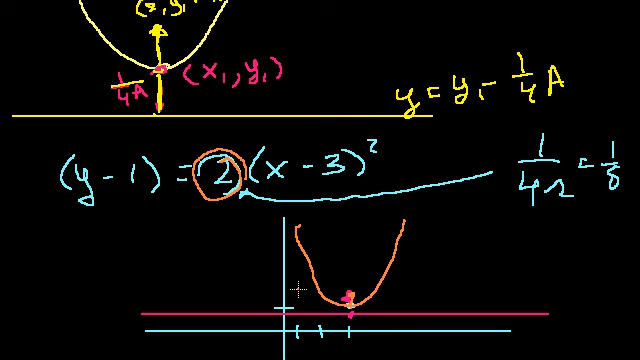 1/4A (x₁, y₁)
y = y₁ - 1/4 A
(y - 1) = 2(x - 3)²
1/(4·2) = 1/8